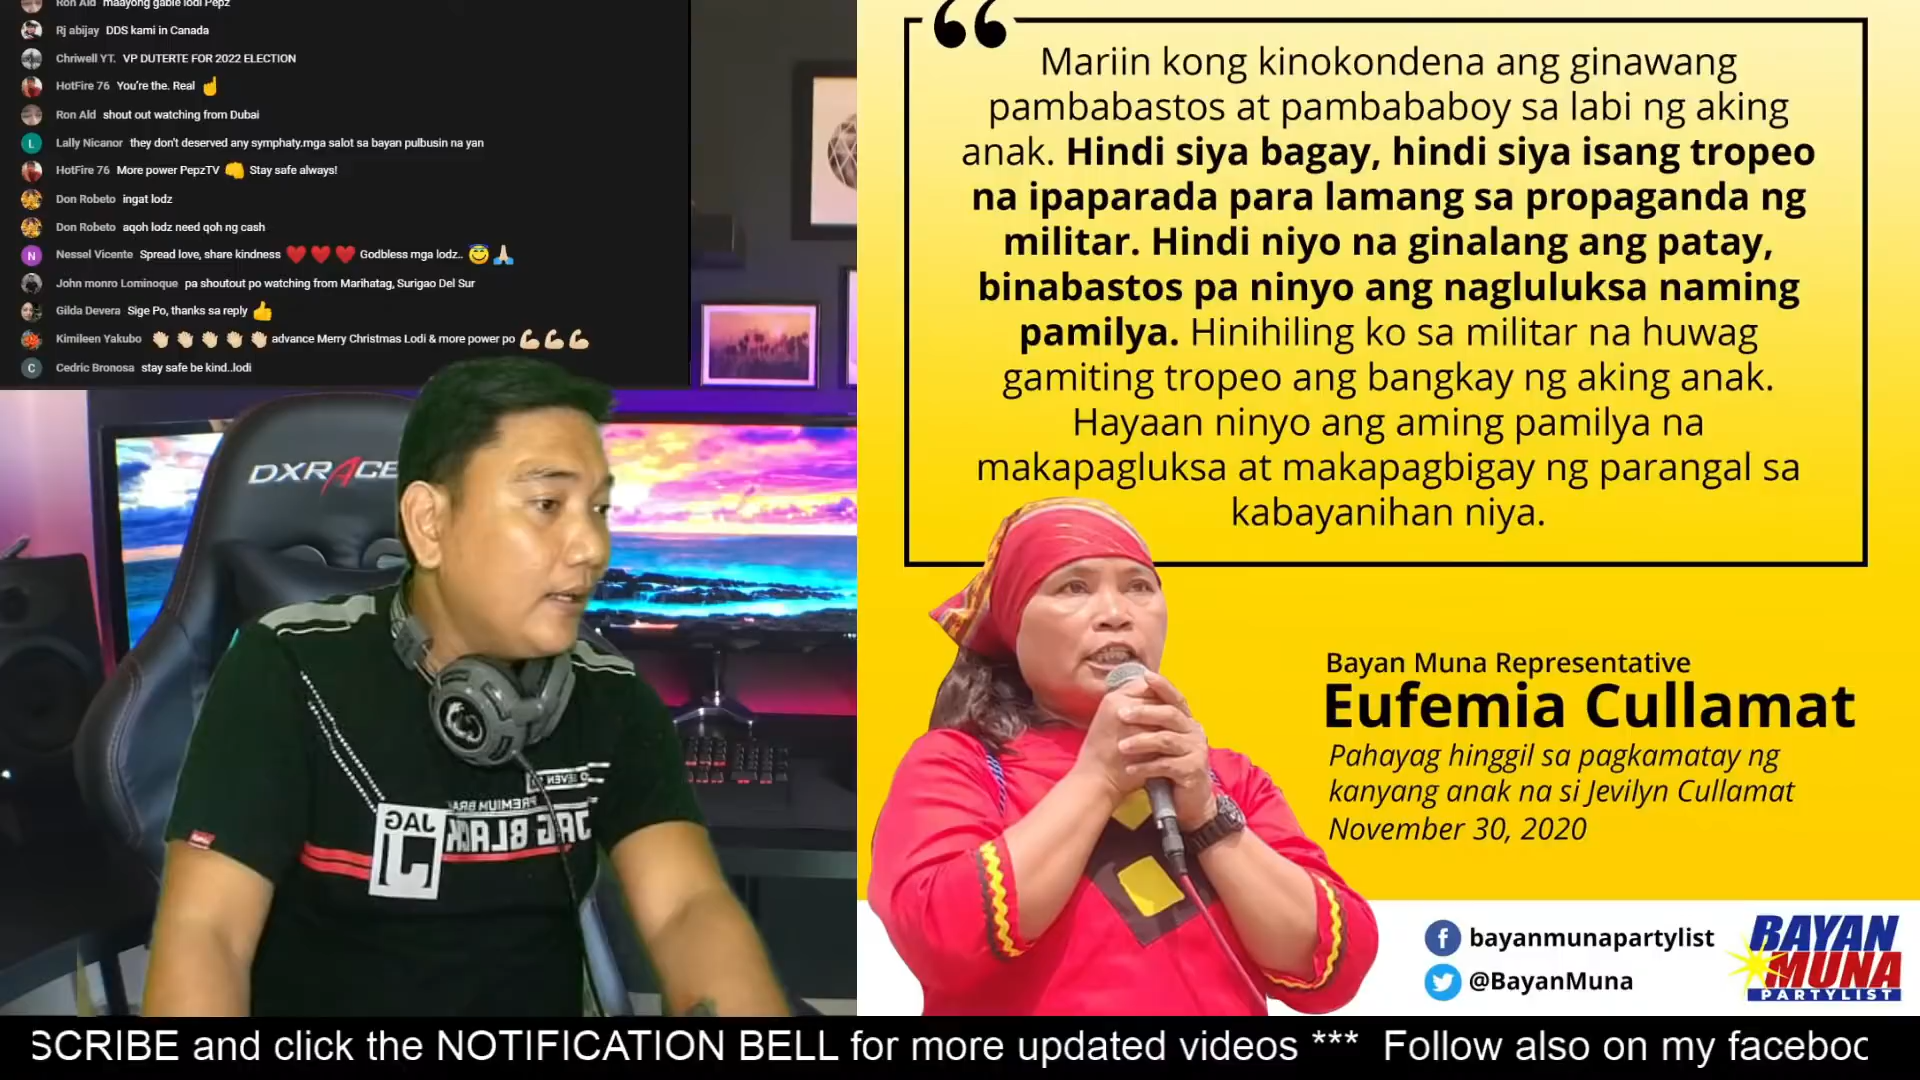 Ron Ald maayong gabie lodi Pepz
Rj abijay DDS kami in Canada
Chriwell YT. VP DUTERTE FOR 2022 ELECTION
HotFire 76 You're the. Real ☝
Ron Ald shout out watching from Dubai
L Lally Nicanor they don't deserved any symphaty.mga salot sa bayan pulbusin na yan
HotFire 76 More power PepzTV 👊 Stay safe always!
Don Robeto ingat lodz
Don Robeto aqoh lodz need qoh ng cash
N Nessel Vicente Spread love, share kindness ❤❤❤ Godbless mga lodz.. 😇🙏🏻
John monro Lominoque pa shoutout po watching from Marihatag, Surigao Del Sur
Gilda Devera Sige Po, thanks sa reply 👍
Kimileen Yakubo 👏🏻👏🏻👏🏻👏🏻👏🏻 advance Merry Christmas Lodi & more power po 💪🏻💪🏻💪🏻
C Cedric Bronosa stay safe be kind..lodi
DXRACE
PREMIUM BRA
JAG BLACK
JAG
J
“
Mariin kong kinokondena ang ginawang
pambabastos at pambababoy sa labi ng aking
anak. Hindi siya bagay, hindi siya isang tropeo
na ipaparada para lamang sa propaganda ng
militar. Hindi niyo na ginalang ang patay,
binabastos pa ninyo ang nagluluksa naming
pamilya. Hinihiling ko sa militar na huwag
gamiting tropeo ang bangkay ng aking anak.
Hayaan ninyo ang aming pamilya na
makapagluksa at makapagbigay ng parangal sa
kabayanihan niya.
Bayan Muna Representative
Eufemia Cullamat
Pahayag hinggil sa pagkamatay ng
kanyang anak na si Jevilyn Cullamat
November 30, 2020
bayanmunapartylist
@BayanMuna
BAYAN
MUNA
PARTYLIST
SCRIBE and click the NOTIFICATION BELL for more updated videos *** Follow also on my faceboo